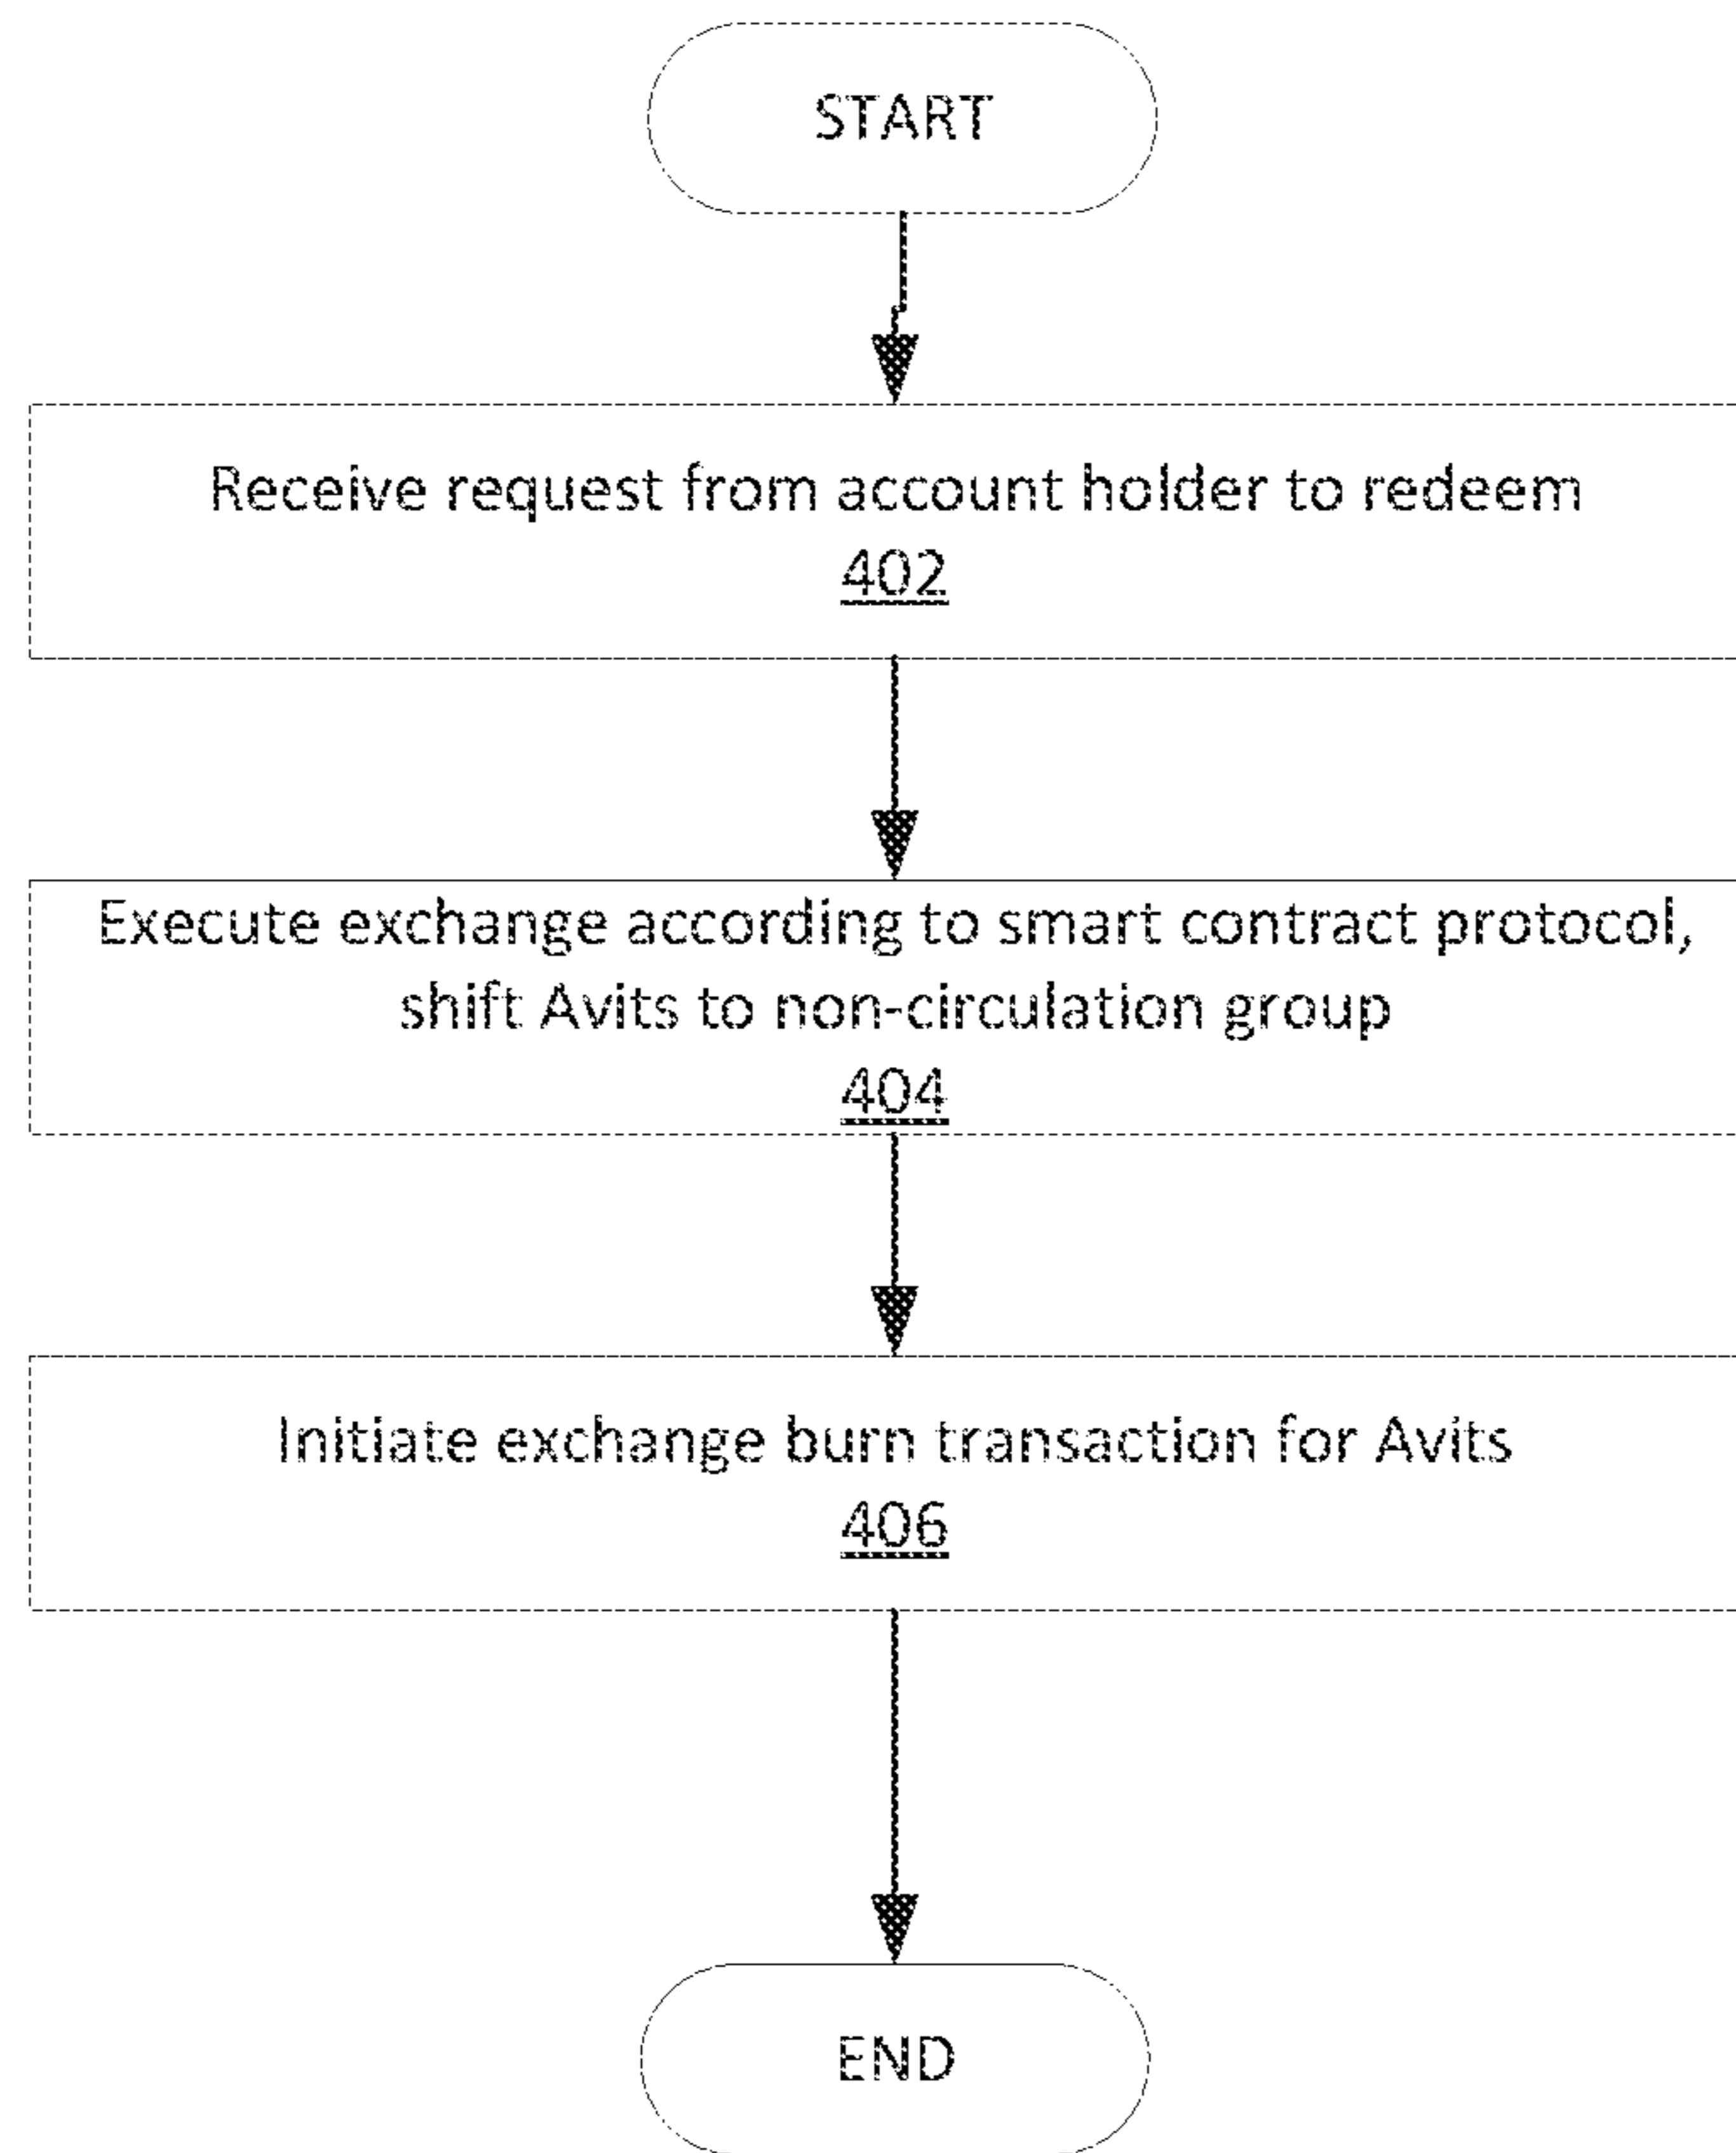 START
Receive request from account holder to redeem
402
Execute exchange according to smart contract protocol,
shift Avits to non-circulation group
404
Initiate exchange burn transaction for Avits
406
END